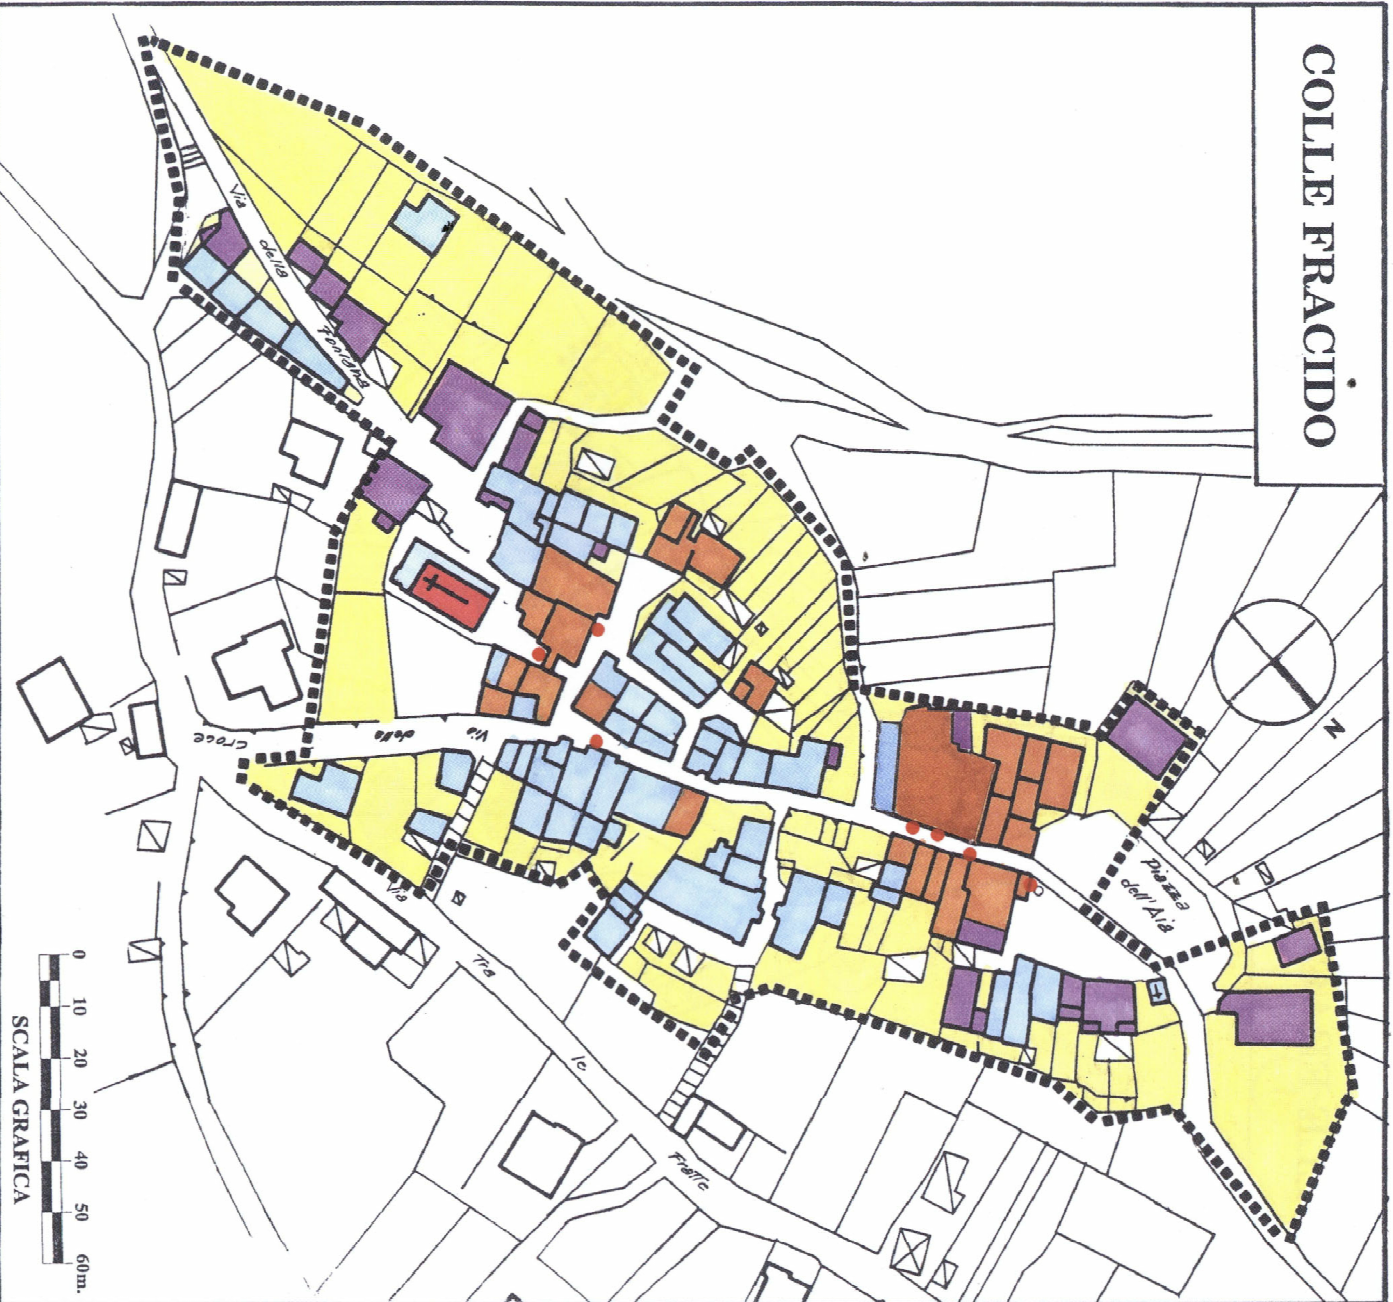 COLLE FRACIDO
N
Via
della
Fontana
Via
della
Croce
Piazza
dell'Aia
Via
Tra
le
Fratte
0 10 20 30 40 50 60m.
SCALA GRAFICA